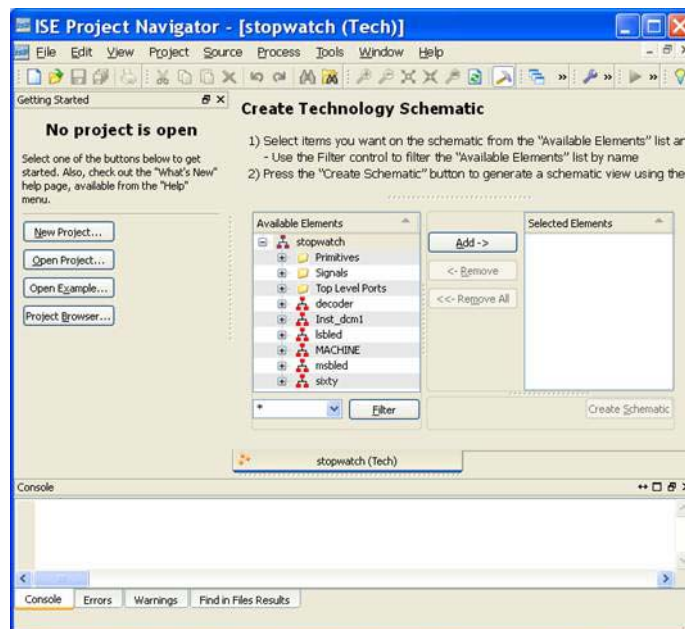 ISE Project Navigator - [stopwatch (Tech)]
File Edit View Project Source Process Tools Window Help
Getting Started
No project is open
Select one of the buttons below to get
started. Also, check out the "What's New"
help page, available from the "Help"
menu.
New Project...
Open Project...
Open Example...
Project Browser...
Create Technology Schematic
1) Select items you want on the schematic from the "Available Elements" list
- Use the Filter control to filter the "Available Elements" list by name
2) Press the "Create Schematic" button to generate a schematic view using the
Available Elements
stopwatch
Primitives
Signals
Top Level Ports
decoder
Inst_dcm1
lsbled
MACHINE
msbled
sixty
* Filter
Add ->
<- Remove
<<- Remove All
Selected Elements
Create Schematic
stopwatch (Tech)
Console
Console Errors Warnings Find in Files Results